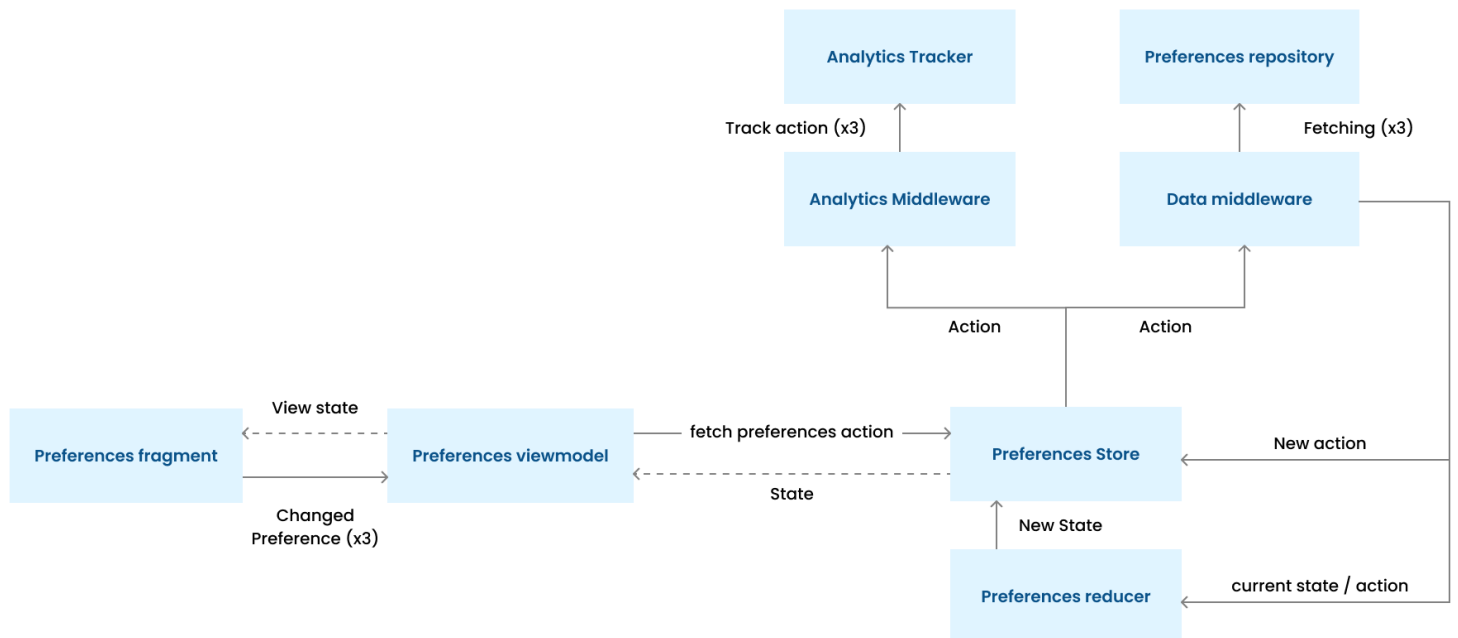 Analytics Tracker
Preferences repository
Track action (x3)
Fetching (x3)
Analytics Middleware
Data middleware
Action
Action
View state
fetch preferences action
Preferences fragment
Preferences viewmodel
Preferences Store
New action
State
Changed
Preference (x3)
New State
current state / action
Preferences reducer